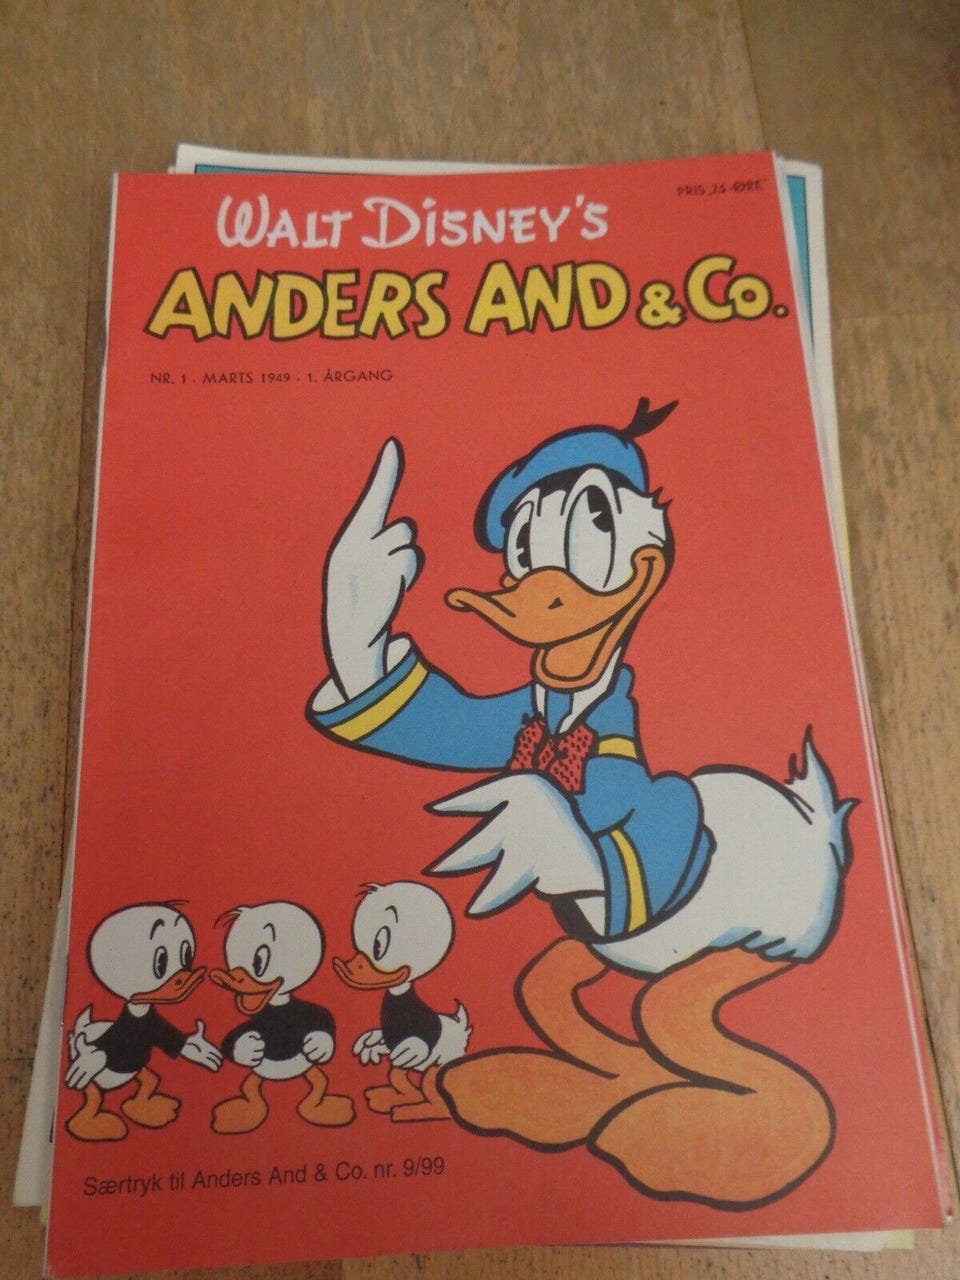 PRIS 25 ØRE
WALT DISNEY'S
ANDERS AND & Co.
NR. 1 · MARTS 1949 · 1. ÅRGANG
Særtryk til Anders And & Co. nr. 9/99